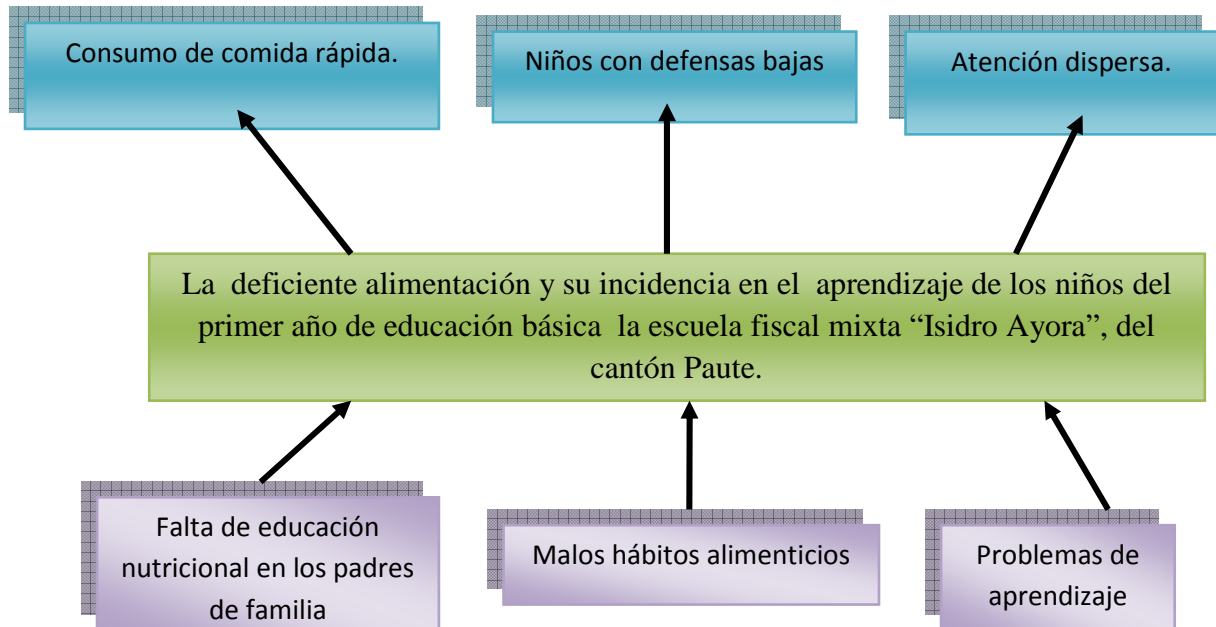 Consumo de comida rápida.
Niños con defensas bajas
Atención dispersa.
La deficiente alimentación y su incidencia en el aprendizaje de los niños del
primer año de educación básica la escuela fiscal mixta “Isidro Ayora”, del
cantón Paute.
Falta de educación
nutricional en los padres
de familia
Malos hábitos alimenticios
Problemas de
aprendizaje